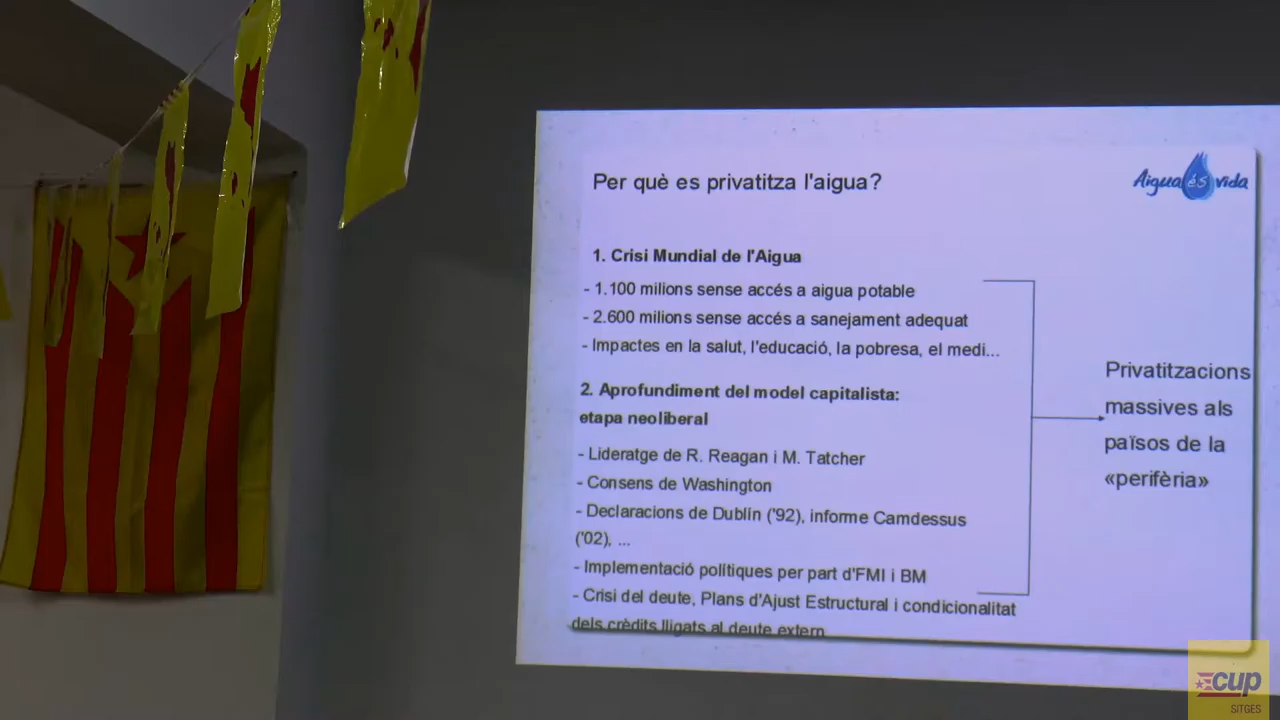 Per què es privatitza l'aigua?
Aigua és vida
1. Crisi Mundial de l'Aigua
- 1.100 milions sense accés a aigua potable
- 2.600 milions sense accés a sanejament adequat
- Impactes en la salut, l'educació, la pobresa, el medi...
2. Aprofundiment del model capitalista:
etapa neoliberal
- Lideratge de R. Reagan i M. Tatcher
- Consens de Washington
- Declaracions de Dublín ('92), informe Camdessus
('02), ...
- Implementació polítiques per part d'FMI i BM
- Crisi del deute, Plans d'Ajust Estructural i condicionalitat
dels crèdits lligats al deute extern
Privatitzacions
massives als
països de la
«perifèria»
cup
SITGES